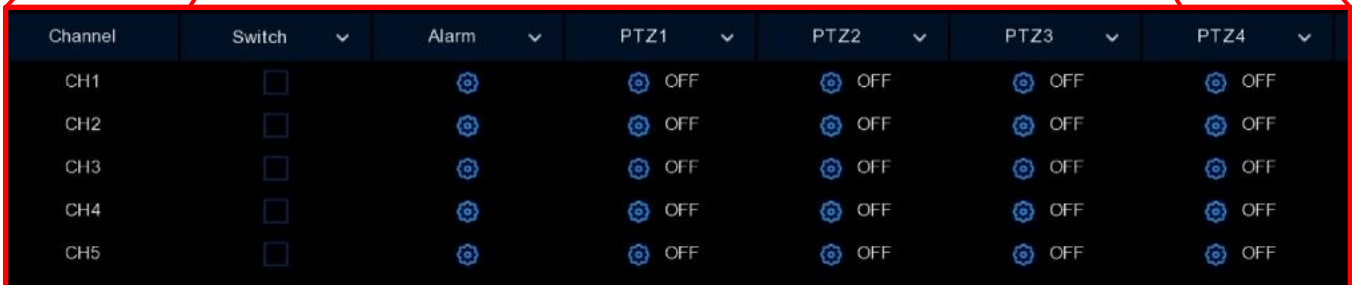 Channel Switch Alarm PTZ1 PTZ2 PTZ3 PTZ4
CH1 OFF OFF OFF OFF
CH2 OFF OFF OFF OFF
CH3 OFF OFF OFF OFF
CH4 OFF OFF OFF OFF
CH5 OFF OFF OFF OFF